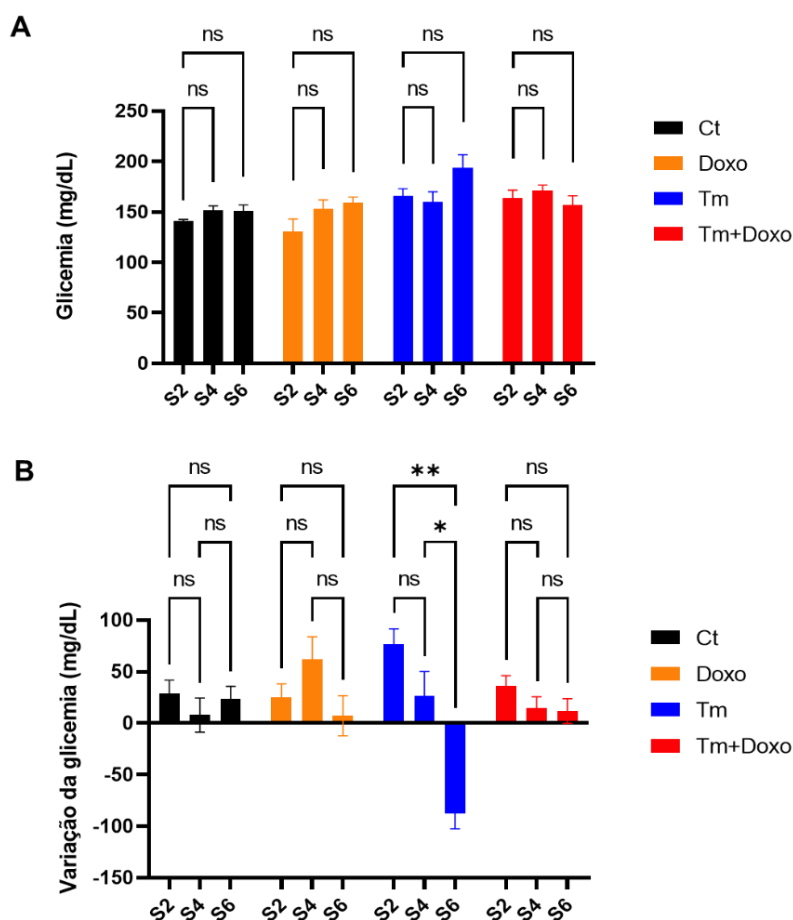 A
ns ns ns ns
ns ns ns ns
Glicemia (mg/dL)
250
200
150
100
50
0
S2 S4 S6 S2 S4 S6 S2 S4 S6 S2 S4 S6
Ct
Doxo
Tm
Tm+Doxo
B
ns ns ** ns
ns ns * ns
ns ns ns ns
Variação da glicemia (mg/dL)
100
50
0
-50
-100
-150
S2 S4 S6 S2 S4 S6 S2 S4 S6 S2 S4 S6
Ct
Doxo
Tm
Tm+Doxo